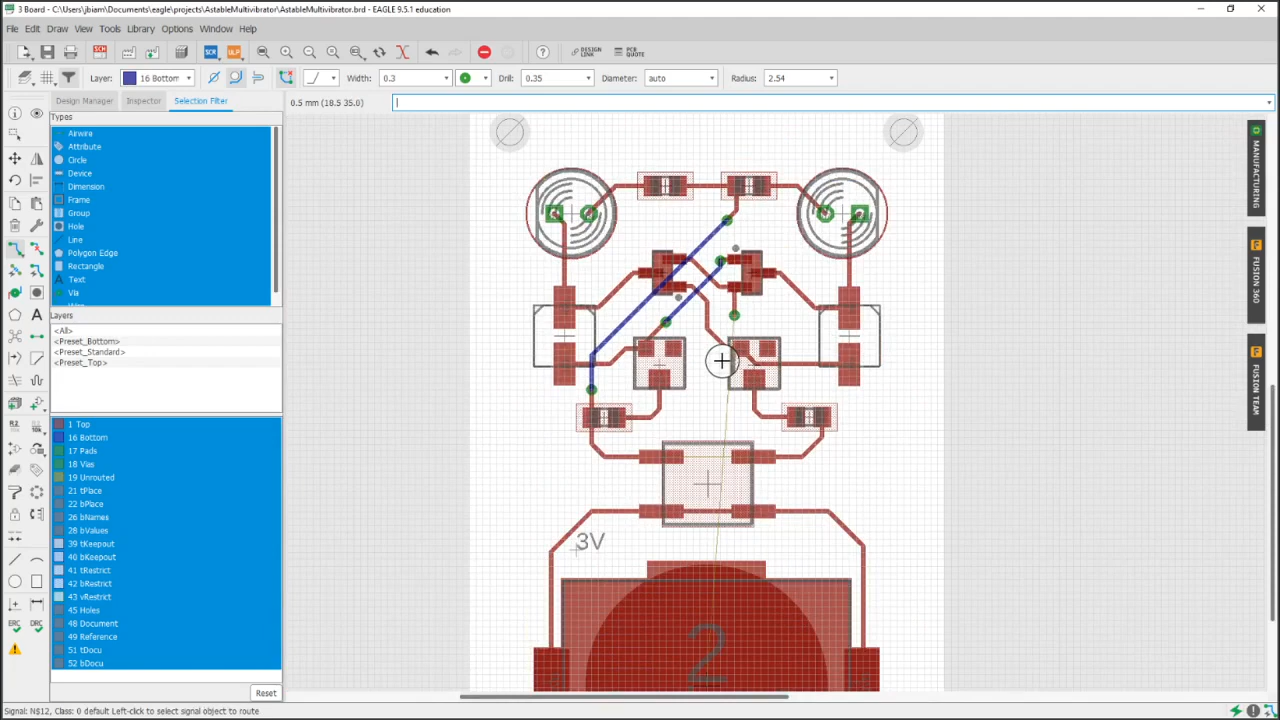 3 Board - C:\Users\jbiam\Documents\eagle\projects\AstableMultivibrator\AstableMultivibrator.brd - EAGLE 9.5.1 education
File Edit Draw View Tools Library Options Window Help
SCR ULP DESIGN LINK PCB QUOTE
Layer: 16 Bottom Width: 0.3 Drill: 0.35 Diameter: auto Radius: 2.54
Design Manager Inspector Selection Filter
0.5 mm (18.5 35.0)
Types
Airwire
Attribute
Circle
Device
Dimension
Frame
Group
Hole
Line
Polygon Edge
Rectangle
Text
Via
Layers
<All>
<Preset_Bottom>
<Preset_Standard>
<Preset_Top>
1 Top
16 Bottom
17 Pads
18 Vias
19 Unrouted
21 tPlace
22 bPlace
26 bNames
28 bValues
39 tKeepout
40 bKeepout
41 tRestrict
42 bRestrict
43 vRestrict
45 Holes
48 Document
49 Reference
51 tDocu
52 bDocu
Reset
3V
2
MANUFACTURING
FUSION 360
FUSION TEAM
ERC DRC
Signal: N$12, Class: 0 default Left-click to select signal object to route